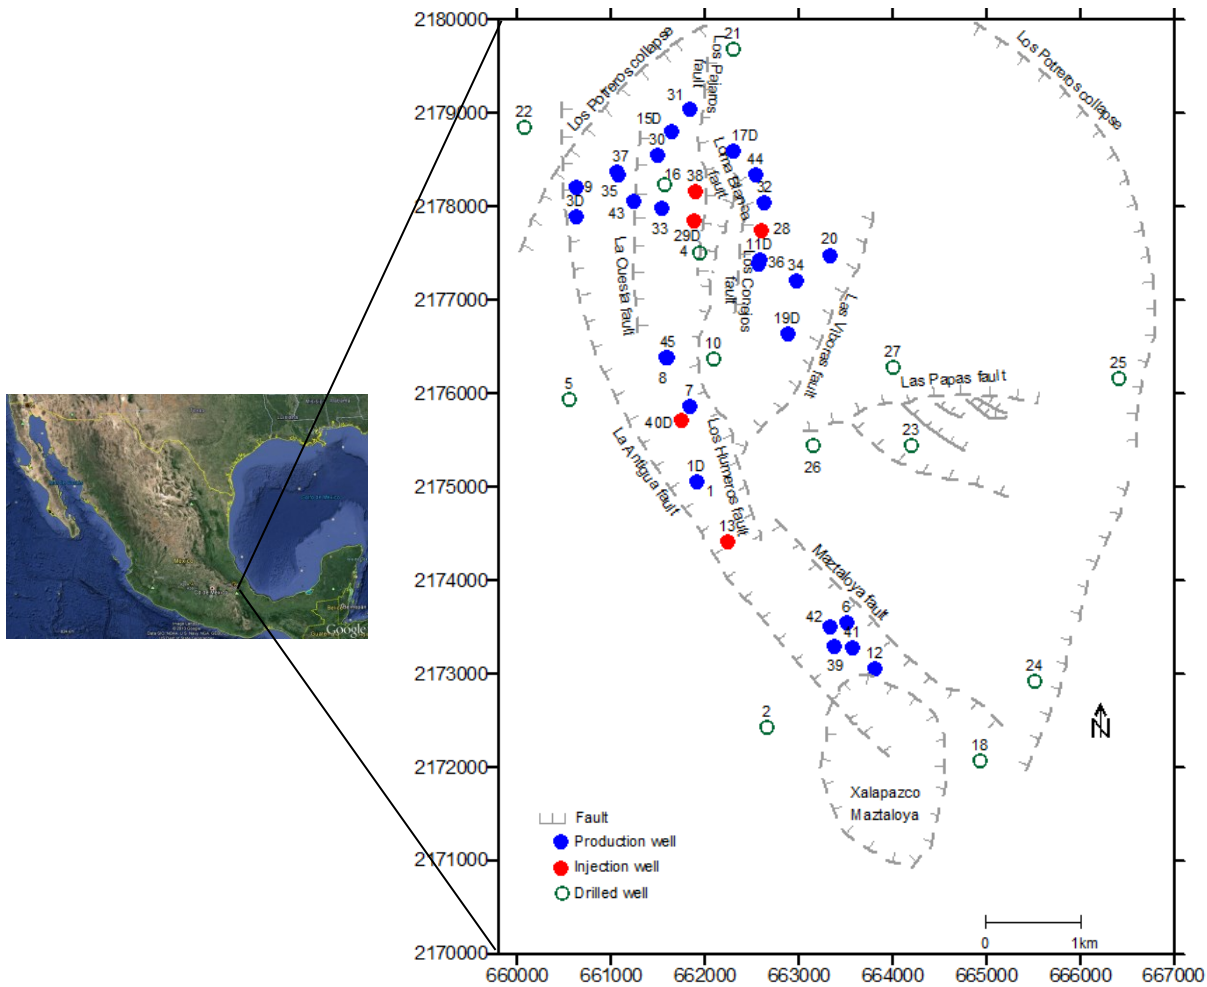 2180000
2179000
2178000
2177000
2176000
2175000
2174000
2173000
2172000
2171000
2170000
660000
661000
662000
663000
664000
665000
666000
667000
Los Potreros collapse
Los Pajaros
fault
Los Potreros collapse
21
22
31
15D
30
17D
37
44
16
38
32
9
35
3D
43
33
Loma Blanca
fault
29D
28
4
11D
20
36
34
La Cuesta fault
Los Conejos
fault
19D
Las Viboras fault
45
10
8
27
25
Las Papas fault
5
7
40D
23
26
La Antigua fault
Los Humeros fault
1D
1
13
Maztaloya fault
42
6
41
39
12
24
2
18
Xalapazco
Maztaloya
N
Fault
Production well
Injection well
Drilled well
0
1km
Mexico
Google